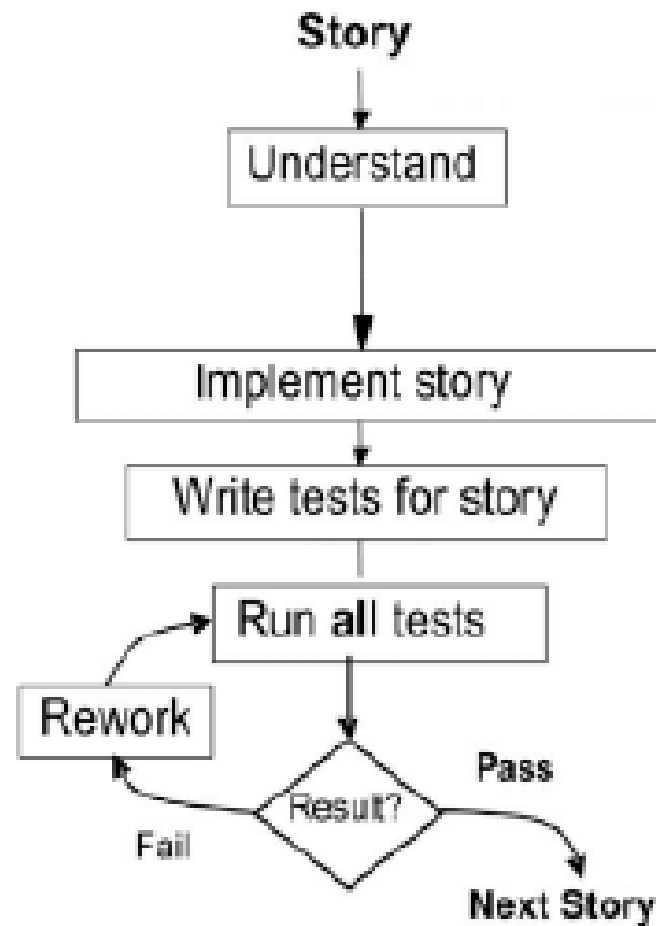 Story
Understand
Implement story
Write tests for story
Run all tests
Rework
Result?
Pass
Fail
Next Story